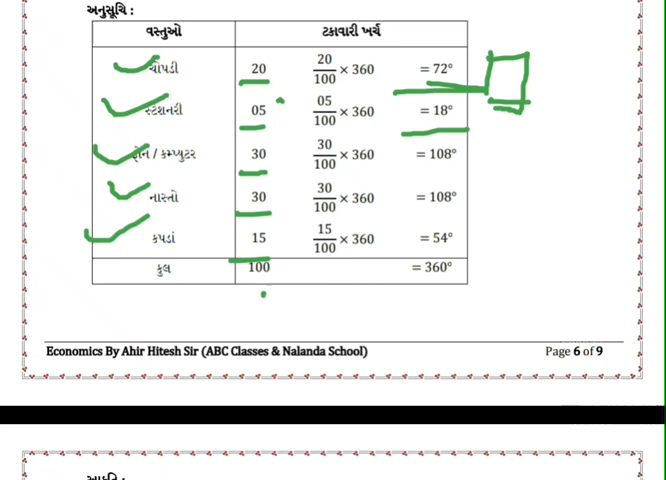 અનુસૂચિ :
વસ્તુઓ ટકાવારી ખર્ચ
ચોપડી 20 20/100 × 360 = 72°
સ્ટેશનરી 05 05/100 × 360 = 18°
ફોન / કમ્પ્યુટર 30 30/100 × 360 = 108°
નાસ્તો 30 30/100 × 360 = 108°
કપડાં 15 15/100 × 360 = 54°
કુલ 100 = 360°
Economics By Ahir Hitesh Sir (ABC Classes & Nalanda School) Page 6 of 9